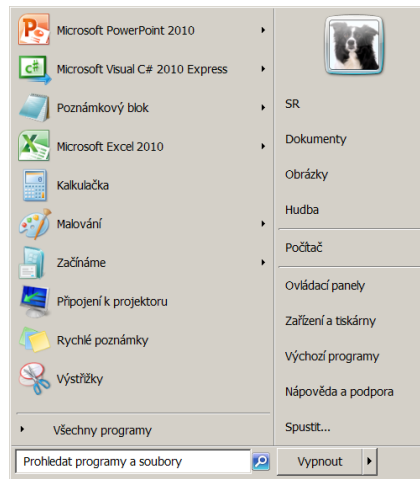 Microsoft PowerPoint 2010
Microsoft Visual C# 2010 Express
Poznámkový blok
Microsoft Excel 2010
Kalkulačka
Malování
Začínáme
Připojení k projektoru
Rychlé poznámky
Výstřižky
Všechny programy
Prohledat programy a soubory
SR
Dokumenty
Obrázky
Hudba
Počítač
Ovládací panely
Zařízení a tiskárny
Výchozí programy
Nápověda a podpora
Spustit...
Vypnout